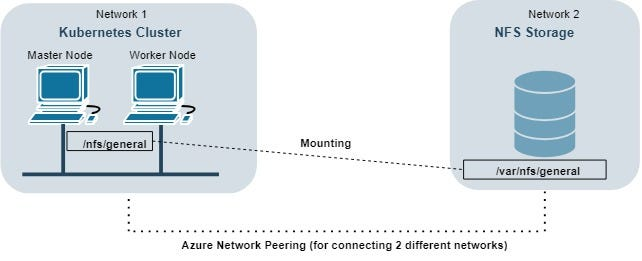 Network 1
Kubernetes Cluster
Master Node
Worker Node
/nfs/general
Network 2
NFS Storage
/var/nfs/general
Mounting
Azure Network Peering (for connecting 2 different networks)